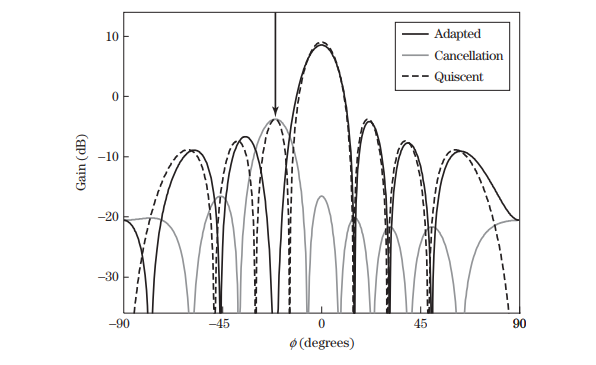 10
0
−10
−20
−30
Gain (dB)
Adapted
Cancellation
Quiscent
−90
−45
0
45
90
ϕ (degrees)